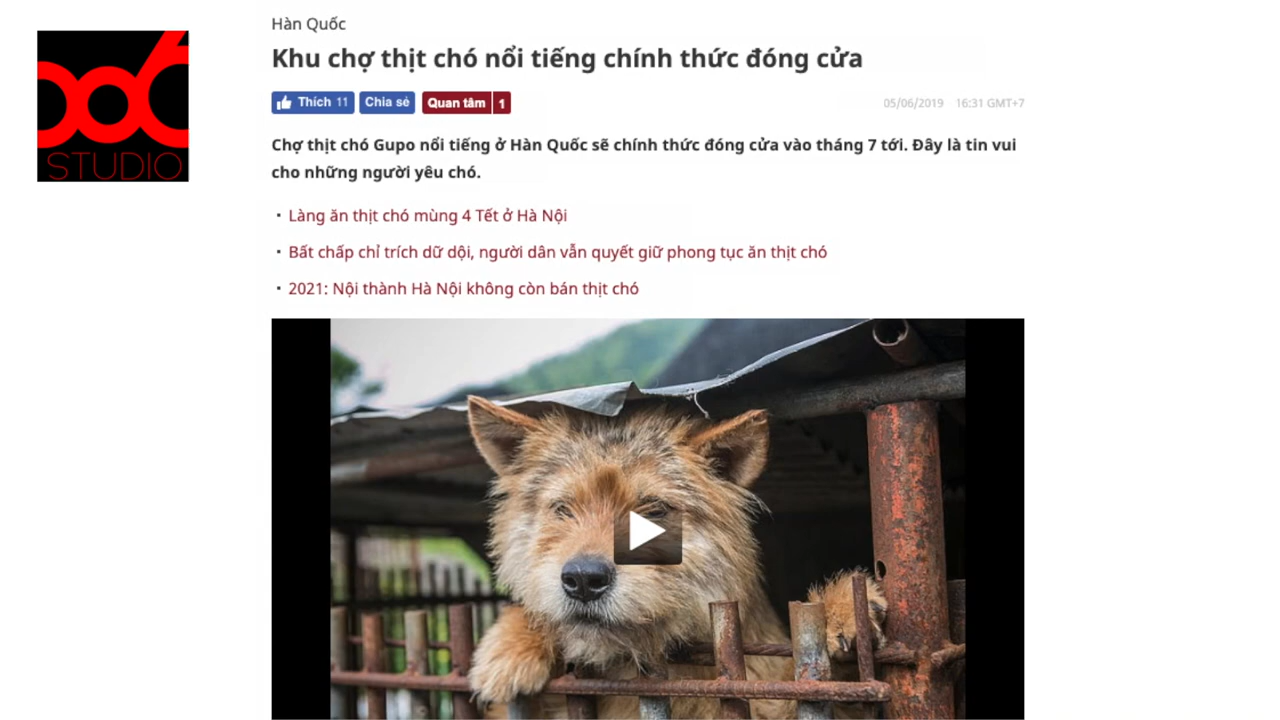 STUDIO
Hàn Quốc
Khu chợ thịt chó nổi tiếng chính thức đóng cửa
Thích 11 Chia sẻ Quan tâm 1 05/06/2019 16:31 GMT+7
Chợ thịt chó Gupo nổi tiếng ở Hàn Quốc sẽ chính thức đóng cửa vào tháng 7 tới. Đây là tin vui
cho những người yêu chó.
Làng ăn thịt chó mùng 4 Tết ở Hà Nội
Bất chấp chỉ trích dữ dội, người dân vẫn quyết giữ phong tục ăn thịt chó
2021: Nội thành Hà Nội không còn bán thịt chó